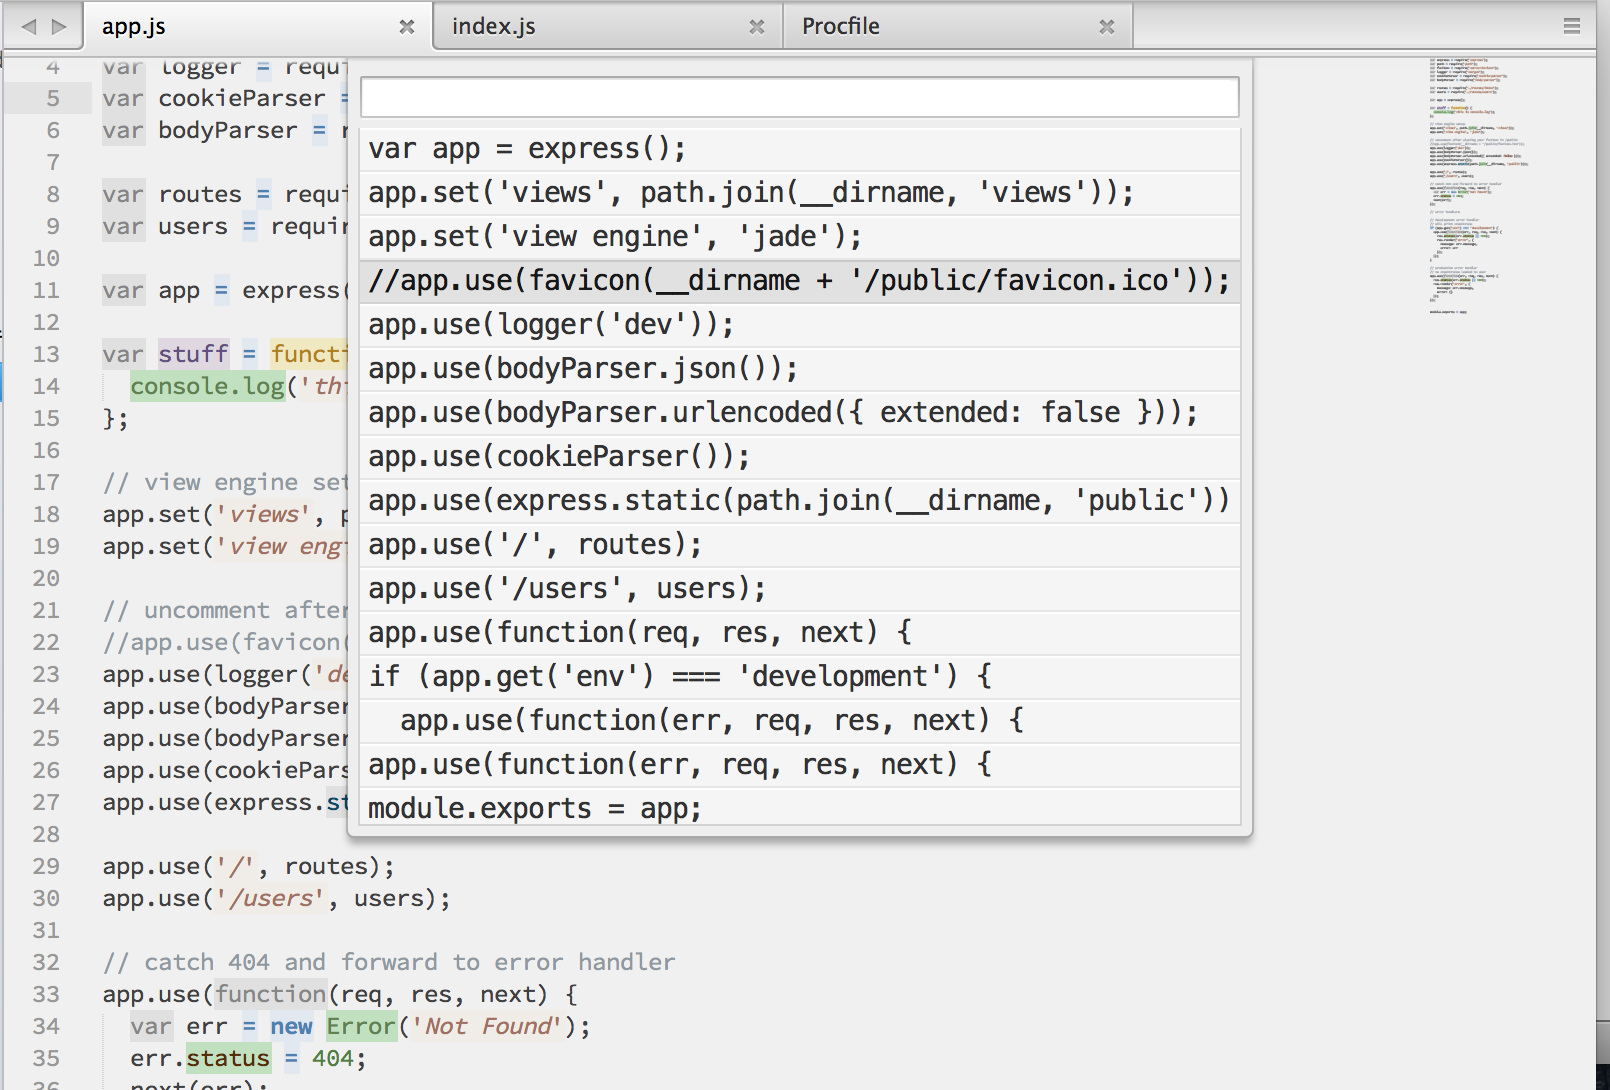 app.js
index.js
Procfile
4 var logger = requi
5 var cookieParser =
6 var bodyParser = r
7
8 var routes = requi
9 var users = requir
10
11 var app = express(
12
13 var stuff = functi
14 console.log('thi
15 };
16
17 // view engine set
18 app.set('views', p
19 app.set('view engi
20
21 // uncomment after
22 //app.use(favicon(
23 app.use(logger('de
24 app.use(bodyParser
25 app.use(bodyParser
26 app.use(cookiePars
27 app.use(express.st
28
29 app.use('/', routes);
30 app.use('/users', users);
31
32 // catch 404 and forward to error handler
33 app.use(function(req, res, next) {
34 var err = new Error('Not Found');
35 err.status = 404;
36 next(err);
var app = express();
app.set('views', path.join(__dirname, 'views'));
app.set('view engine', 'jade');
//app.use(favicon(__dirname + '/public/favicon.ico'));
app.use(logger('dev'));
app.use(bodyParser.json());
app.use(bodyParser.urlencoded({ extended: false }));
app.use(cookieParser());
app.use(express.static(path.join(__dirname, 'public'))
app.use('/', routes);
app.use('/users', users);
app.use(function(req, res, next) {
if (app.get('env') === 'development') {
app.use(function(err, req, res, next) {
app.use(function(err, req, res, next) {
module.exports = app;